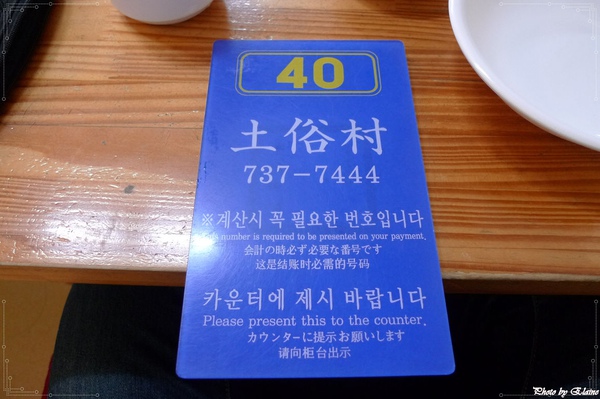 40
土俗村
737-7444
※계산시 꼭 필요한 번호입니다
number is required to be presented on your payment.
会計の時必ず必要な番号です
这是结账时必需的号码
카운터에 제시 바랍니다
Please present this to the counter.
カウンターに提示お願いします
请向柜台出示
Photo by Elaine